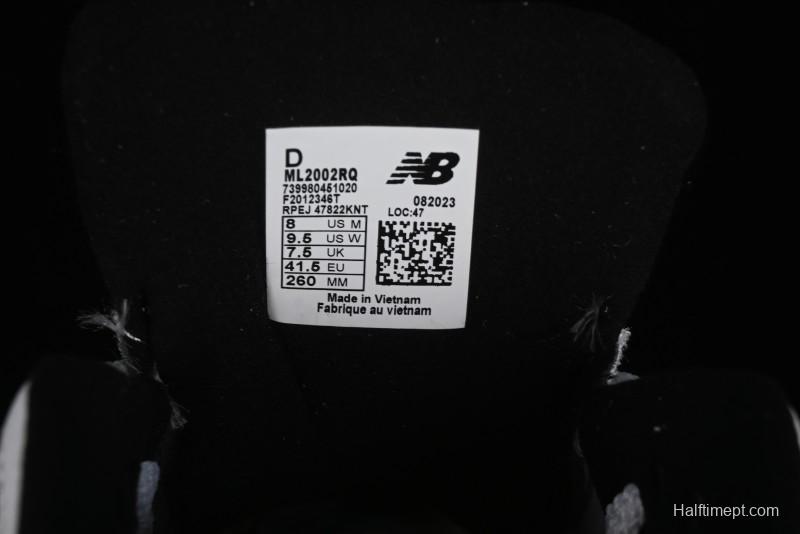 D
NB
ML2002RQ
739980451020
F2012346T
082023
RPEJ 47822KNT
LOC:47
8 US M
9.5 US W
7.5 UK
41.5 EU
260 MM
Made in Vietnam
Fabrique au vietnam
Halftimept.com